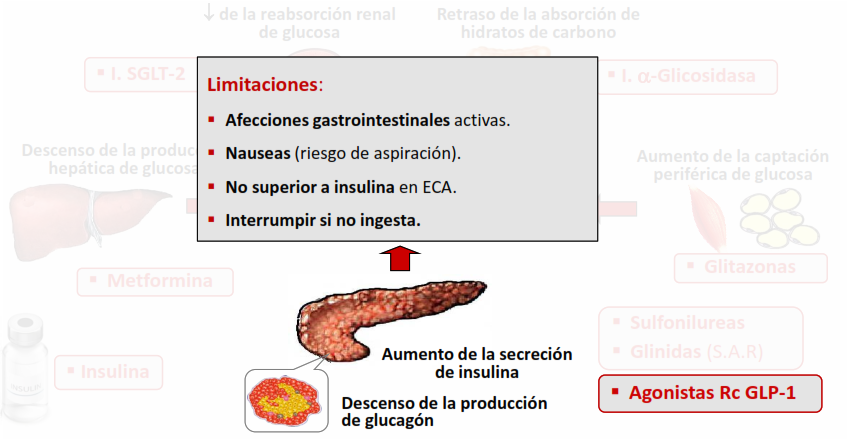 ↓ de la reabsorción renal
de glucosa
Retraso de la absorción de
hidratos de carbono
▪ I. SGLT-2
▪ I. α-Glicosidasa
Limitaciones:
▪ Afecciones gastrointestinales activas.
▪ Nauseas (riesgo de aspiración).
▪ No superior a insulina en ECA.
▪ Interrumpir si no ingesta.
Descenso de la produc
hepática de glucosa
Aumento de la captación
periférica de glucosa
▪ Metformina
▪ Glitazonas
▪ Insulina
▪ Sulfonilureas
▪ Glinidas (S.A.R)
Aumento de la secreción
de insulina
▪ Agonistas Rc GLP-1
Descenso de la producción
de glucagón